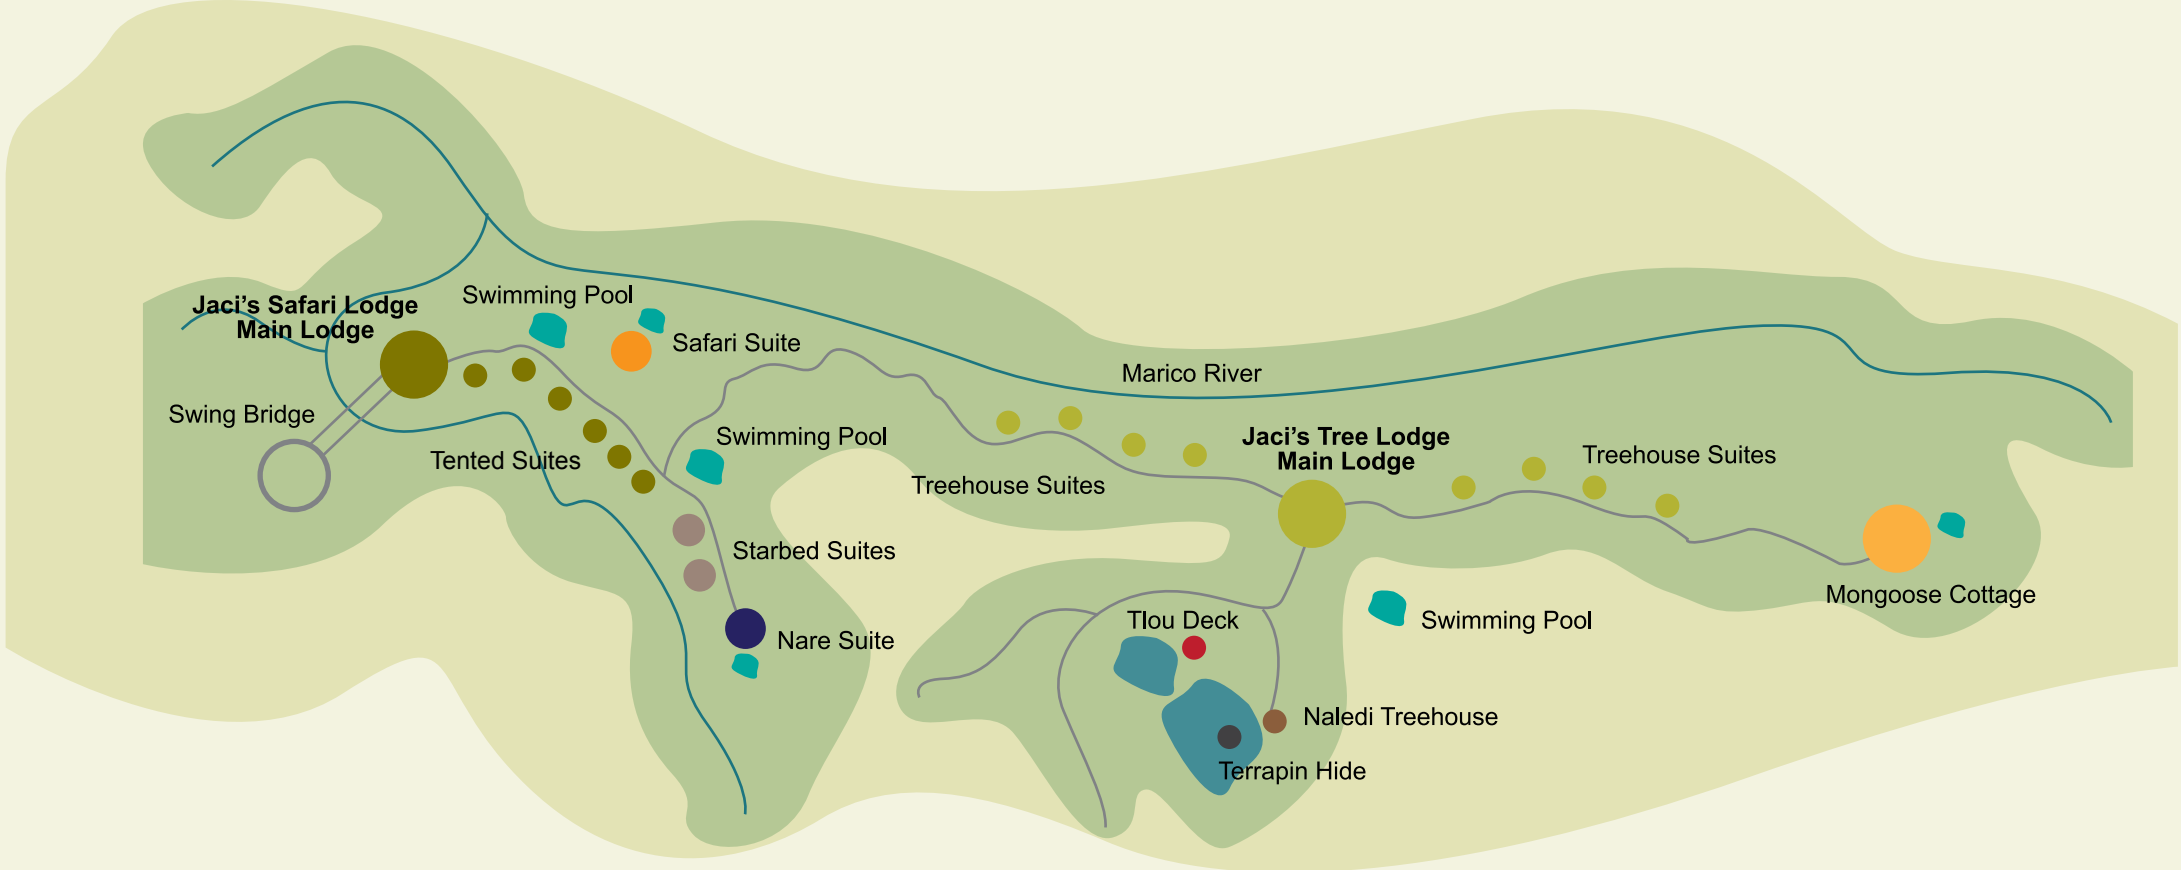 Jaci’s Safari Lodge
Main Lodge
Swimming Pool
Safari Suite
Swing Bridge
Tented Suites
Swimming Pool
Starbed Suites
Nare Suite
Marico River
Treehouse Suites
Jaci’s Tree Lodge
Main Lodge
Treehouse Suites
Mongoose Cottage
Tlou Deck
Swimming Pool
Naledi Treehouse
Terrapin Hide